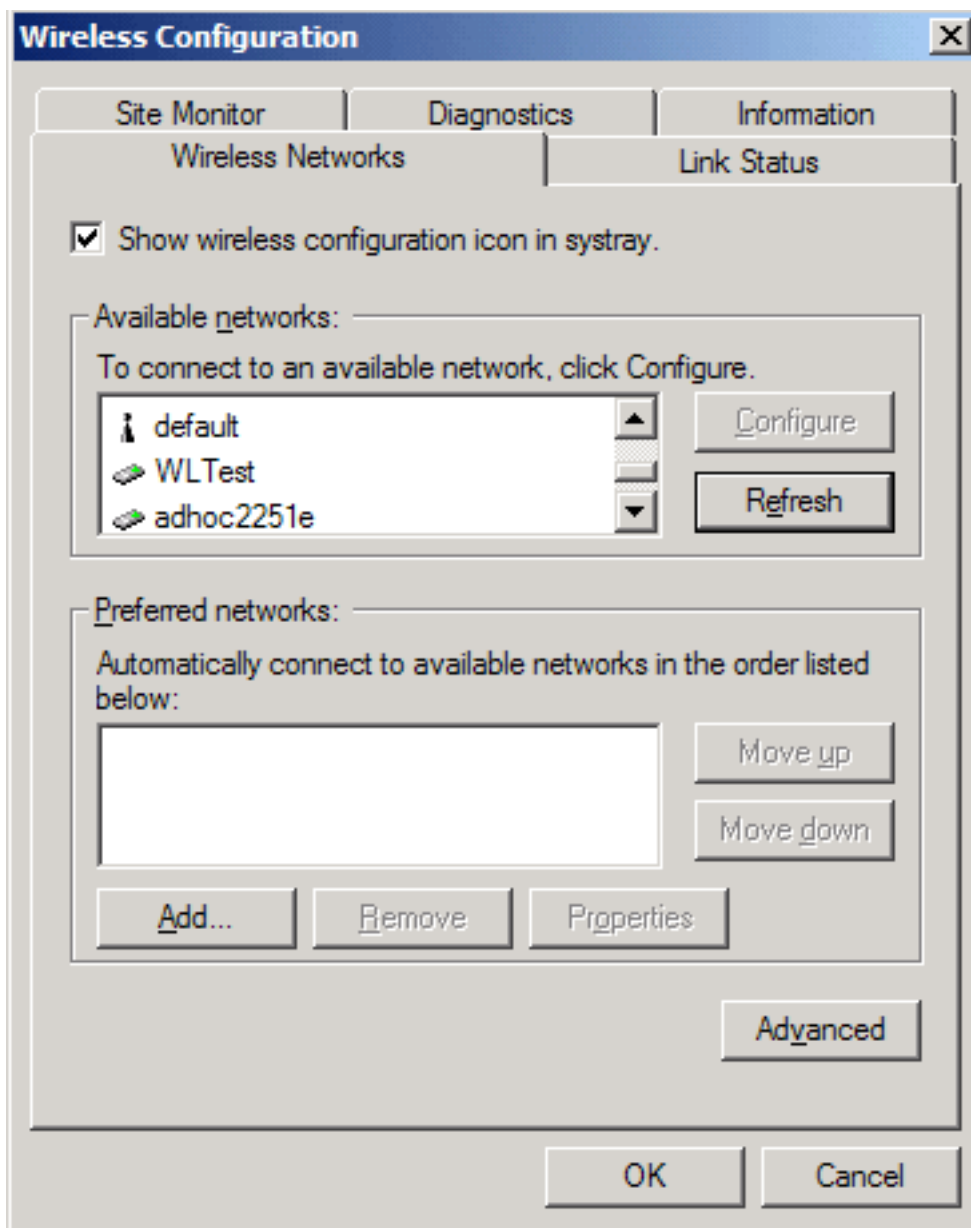 Wireless Configuration
Site Monitor Diagnostics Information
Wireless Networks Link Status
Show wireless configuration icon in systray.
Available networks:
To connect to an available network, click Configure.
default
WLTest
adhoc2251e
Configure
Refresh
Preferred networks:
Automatically connect to available networks in the order listed
below:
Move up
Move down
Add... Remove Properties
Advanced
OK Cancel